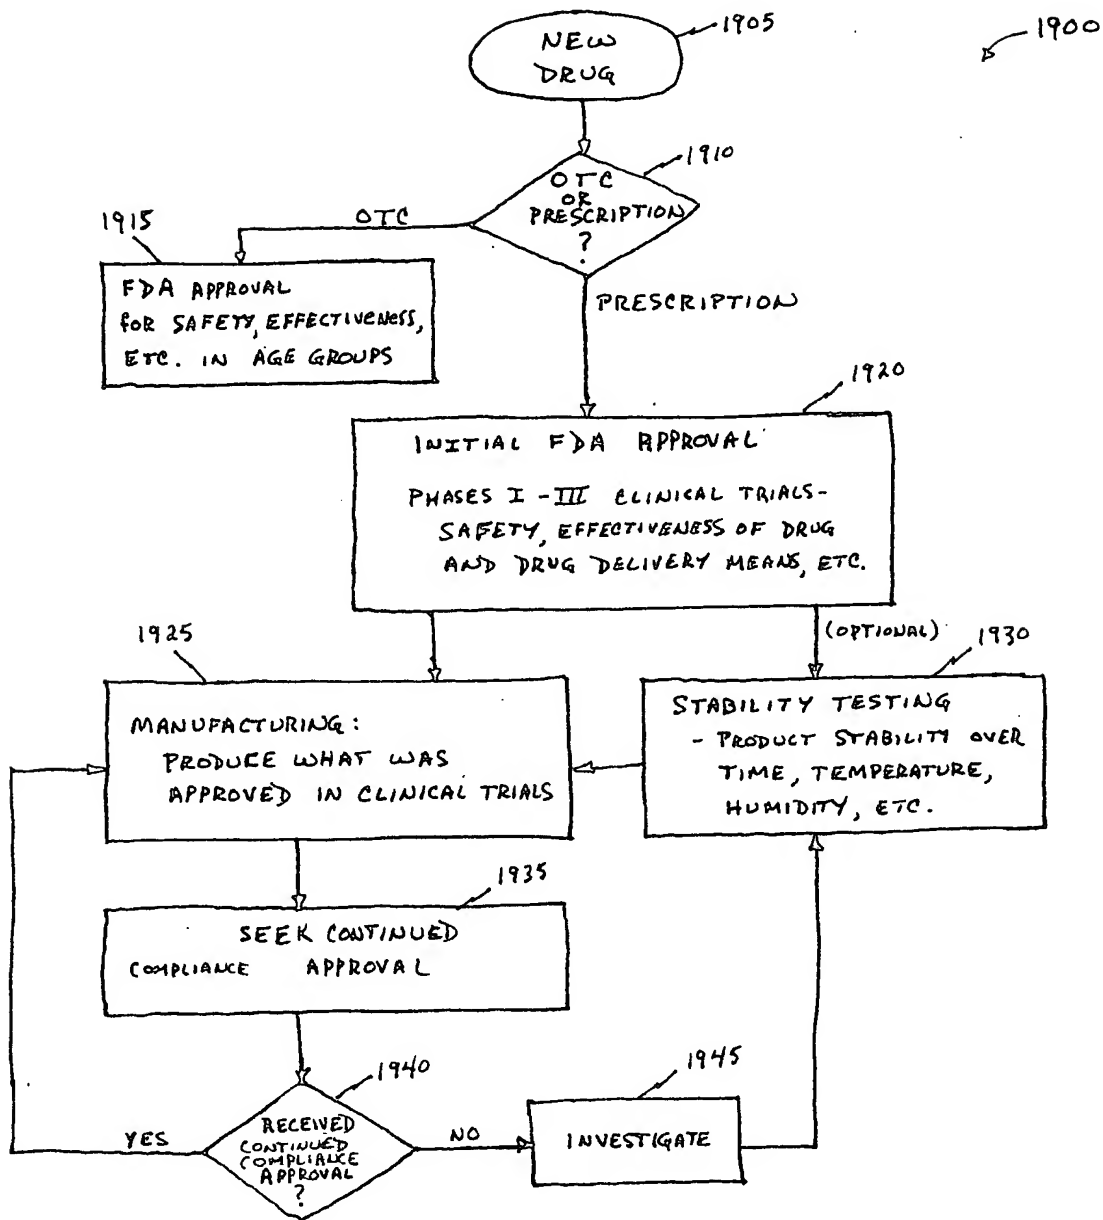 1905
NEW
DRUG
1900
1910
OTC
OR
PRESCRIPTION
?
OTC
1915
FDA APPROVAL
FOR SAFETY, EFFECTIVENESS,
ETC. IN AGE GROUPS
PRESCRIPTION
1920
INITIAL FDA APPROVAL
PHASES I - III CLINICAL TRIALS-
SAFETY, EFFECTIVENESS OF DRUG
AND DRUG DELIVERY MEANS, ETC.
1925
(OPTIONAL)
1930
MANUFACTURING:
PRODUCE WHAT WAS
APPROVED IN CLINICAL TRIALS
STABILITY TESTING
- PRODUCT STABILITY OVER
TIME, TEMPERATURE,
HUMIDITY, ETC.
1935
SEEK CONTINUED
COMPLIANCE APPROVAL
1940
RECEIVED
CONTINUED
COMPLIANCE
APPROVAL
?
YES
NO
1945
INVESTIGATE